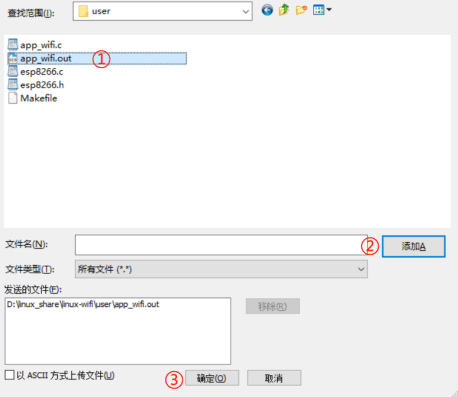 查找范围(I):
user
app_wifi.c
app_wifi.out
①
esp8266.c
esp8266.h
Makefile
文件名(N):
②
添加A
文件类型(T):
所有文件 (*.*)
发送的文件(F):
D:\linux_share\linux-wifi\user\app_wifi.out
移除(R)
以 ASCII 方式上传文件(U)
③
确定(O)
取消